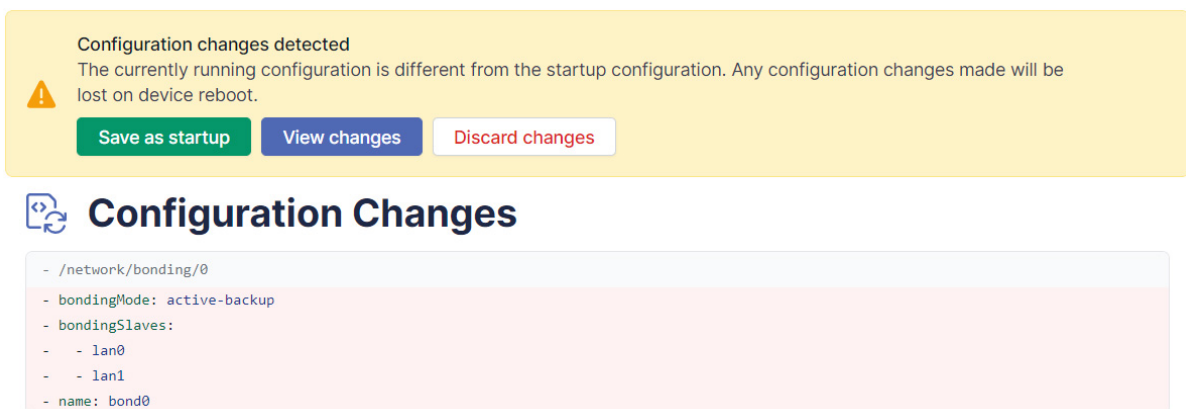 Configuration changes detected
The currently running configuration is different from the startup configuration. Any configuration changes made will be
lost on device reboot.
Save as startup View changes Discard changes
Configuration Changes
- /network/bonding/0
- bondingMode: active-backup
- bondingSlaves:
-   - lan0
-   - lan1
- name: bond0